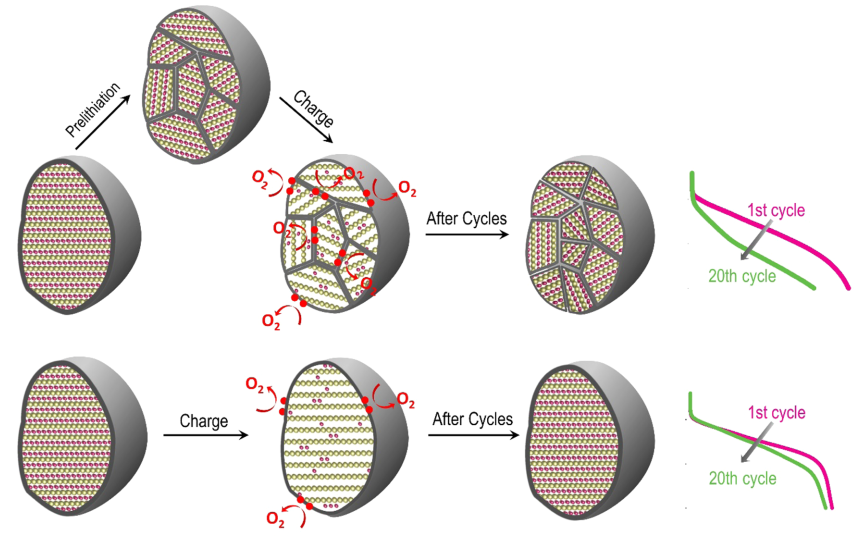 Prelithiation
Charge
O2
O2
O2
O2
O2
O2
After Cycles
1st cycle
20th cycle
Charge
O2
O2
O2
After Cycles
1st cycle
20th cycle